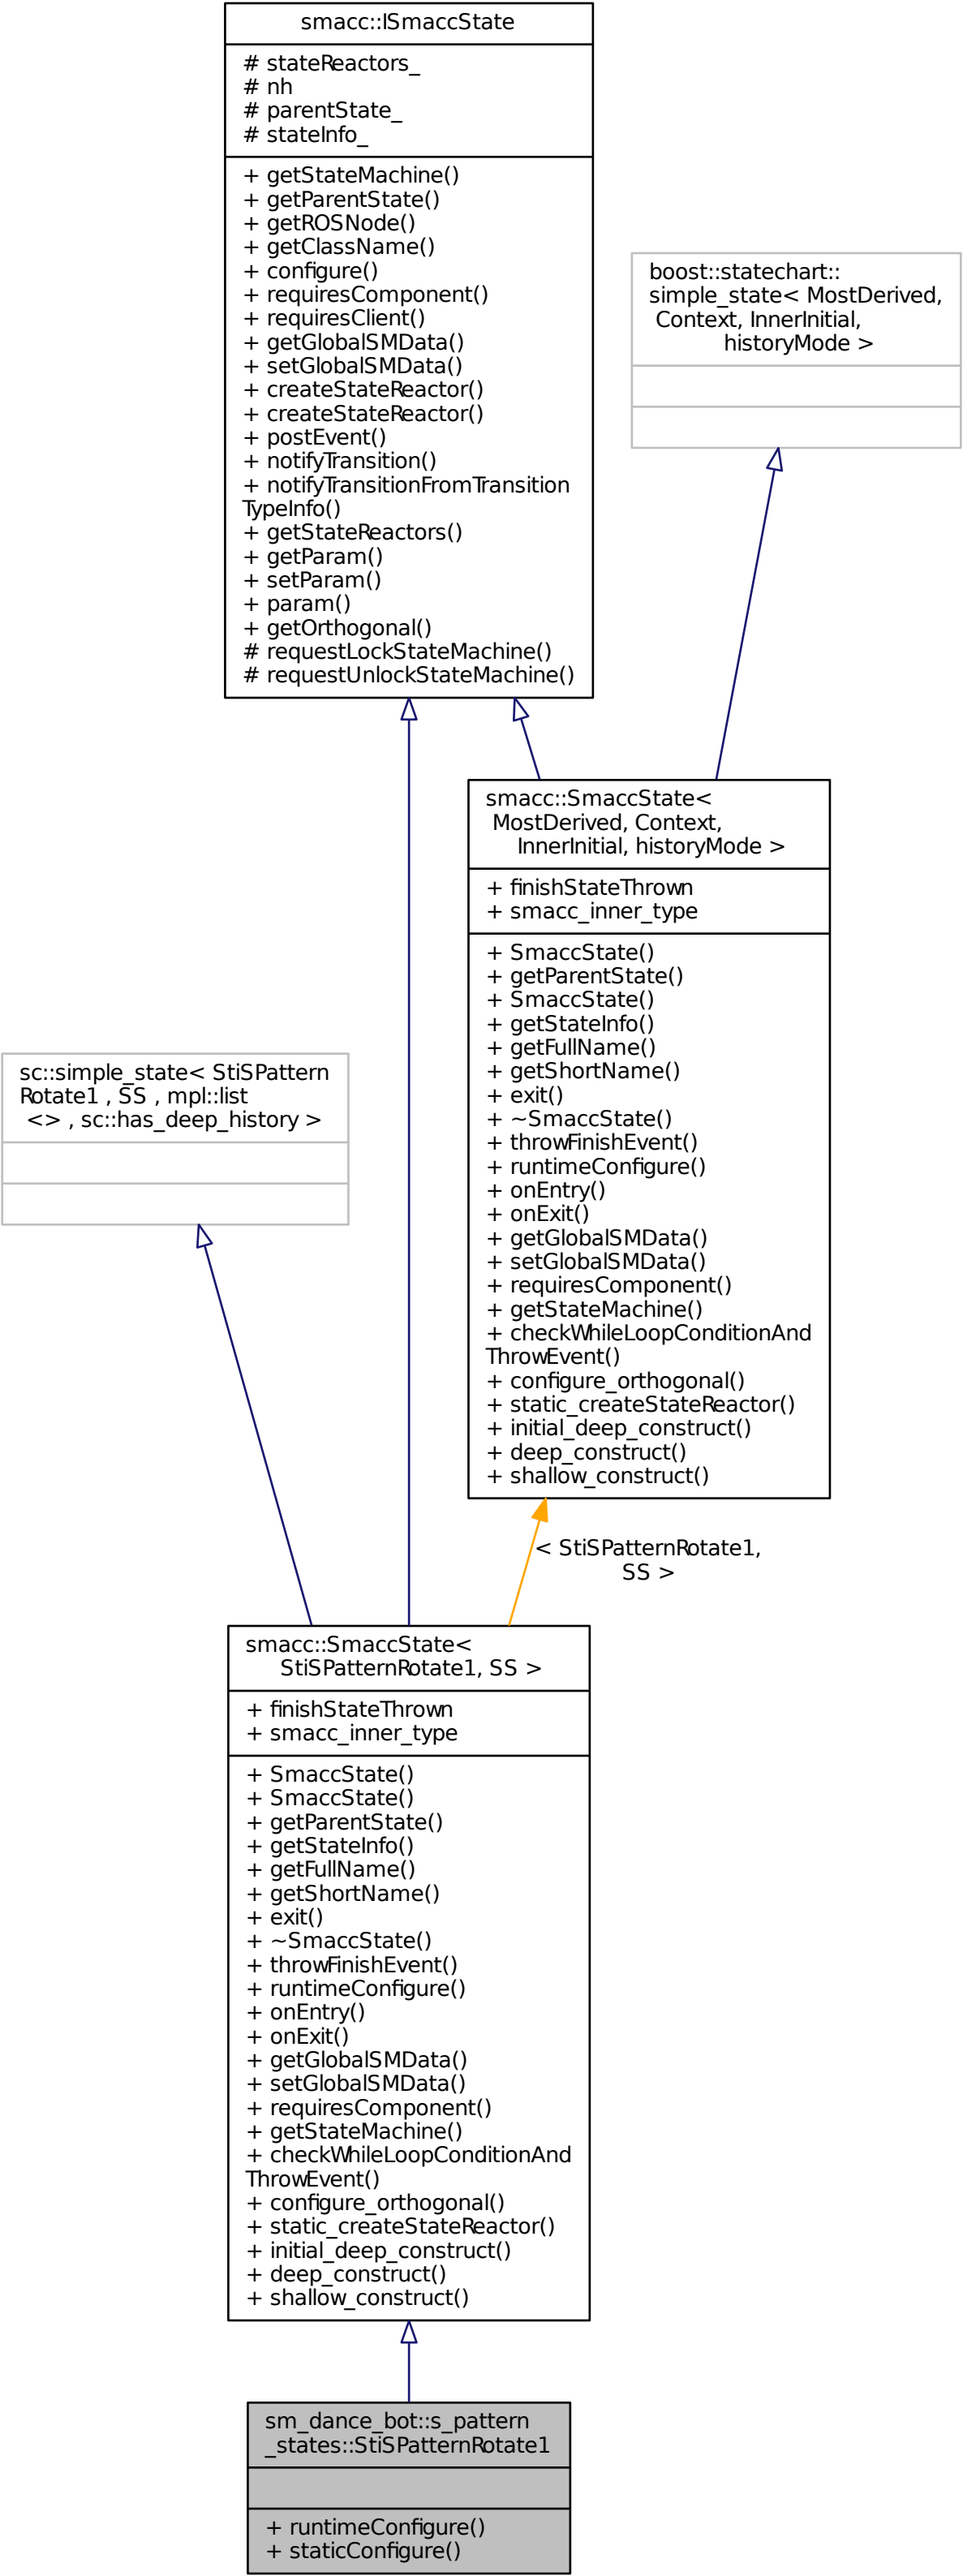 smacc::ISmaccState
# stateReactors_
# nh
# parentState_
# stateInfo_
+ getStateMachine()
+ getParentState()
+ getROSNode()
+ getClassName()
+ configure()
+ requiresComponent()
+ requiresClient()
+ getGlobalSMData()
+ setGlobalSMData()
+ createStateReactor()
+ createStateReactor()
+ postEvent()
+ notifyTransition()
+ notifyTransitionFromTransition
TypeInfo()
+ getStateReactors()
+ getParam()
+ setParam()
+ param()
+ getOrthogonal()
# requestLockStateMachine()
# requestUnlockStateMachine()
boost::statechart::
simple_state< MostDerived,
Context, InnerInitial,
historyMode >
smacc::SmaccState<
MostDerived, Context,
InnerInitial, historyMode >
+ finishStateThrown
+ smacc_inner_type
+ SmaccState()
+ getParentState()
+ SmaccState()
+ getStateInfo()
+ getFullName()
+ getShortName()
+ exit()
+ ~SmaccState()
+ throwFinishEvent()
+ runtimeConfigure()
+ onEntry()
+ onExit()
+ getGlobalSMData()
+ setGlobalSMData()
+ requiresComponent()
+ getStateMachine()
+ checkWhileLoopConditionAnd
ThrowEvent()
+ configure_orthogonal()
+ static_createStateReactor()
+ initial_deep_construct()
+ deep_construct()
+ shallow_construct()
sc::simple_state< StiSPattern
Rotate1 , SS , mpl::list
<> , sc::has_deep_history >
< StiSPatternRotate1,
SS >
smacc::SmaccState<
StiSPatternRotate1, SS >
+ finishStateThrown
+ smacc_inner_type
+ SmaccState()
+ SmaccState()
+ getParentState()
+ getStateInfo()
+ getFullName()
+ getShortName()
+ exit()
+ ~SmaccState()
+ throwFinishEvent()
+ runtimeConfigure()
+ onEntry()
+ onExit()
+ getGlobalSMData()
+ setGlobalSMData()
+ requiresComponent()
+ getStateMachine()
+ checkWhileLoopConditionAnd
ThrowEvent()
+ configure_orthogonal()
+ static_createStateReactor()
+ initial_deep_construct()
+ deep_construct()
+ shallow_construct()
sm_dance_bot::s_pattern
_states::StiSPatternRotate1
+ runtimeConfigure()
+ staticConfigure()